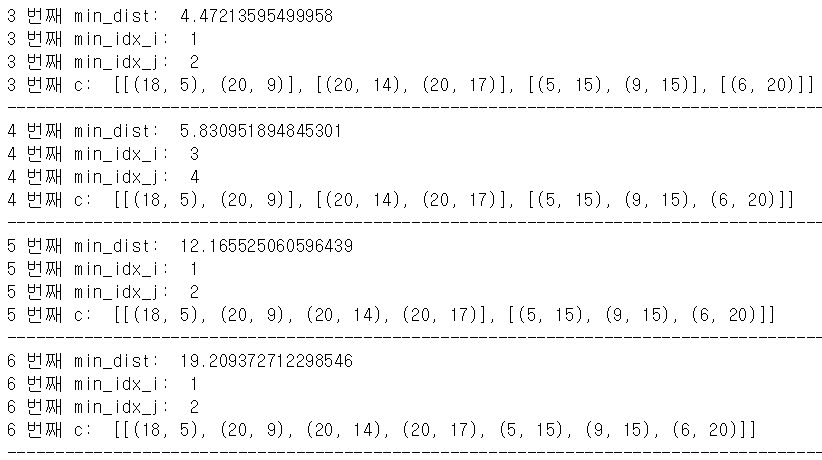 3 번째 min_dist:  4.47213595499958
3 번째 min_idx_i:  1
3 번째 min_idx_j:  2
3 번째 c:  [[(18, 5), (20, 9)], [(20, 14), (20, 17)], [(5, 15), (9, 15)], [(6, 20)]]
--------------------------------------------------------------------------------------
4 번째 min_dist:  5.830951894845301
4 번째 min_idx_i:  3
4 번째 min_idx_j:  4
4 번째 c:  [[(18, 5), (20, 9)], [(20, 14), (20, 17)], [(5, 15), (9, 15), (6, 20)]]
--------------------------------------------------------------------------------------
5 번째 min_dist:  12.165525060596439
5 번째 min_idx_i:  1
5 번째 min_idx_j:  2
5 번째 c:  [[(18, 5), (20, 9), (20, 14), (20, 17)], [(5, 15), (9, 15), (6, 20)]]
--------------------------------------------------------------------------------------
6 번째 min_dist:  19.209372712298546
6 번째 min_idx_i:  1
6 번째 min_idx_j:  2
6 번째 c:  [[(18, 5), (20, 9), (20, 14), (20, 17), (5, 15), (9, 15), (6, 20)]]
--------------------------------------------------------------------------------------